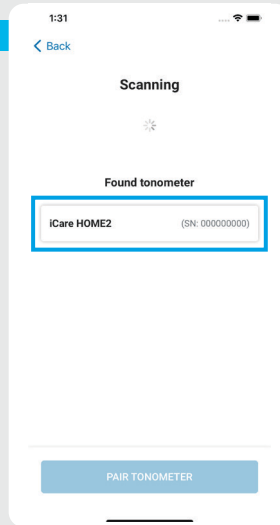 1:31
Back
Scanning
Found tonometer
iCare HOME2 (SN: 000000000)
PAIR TONOMETER